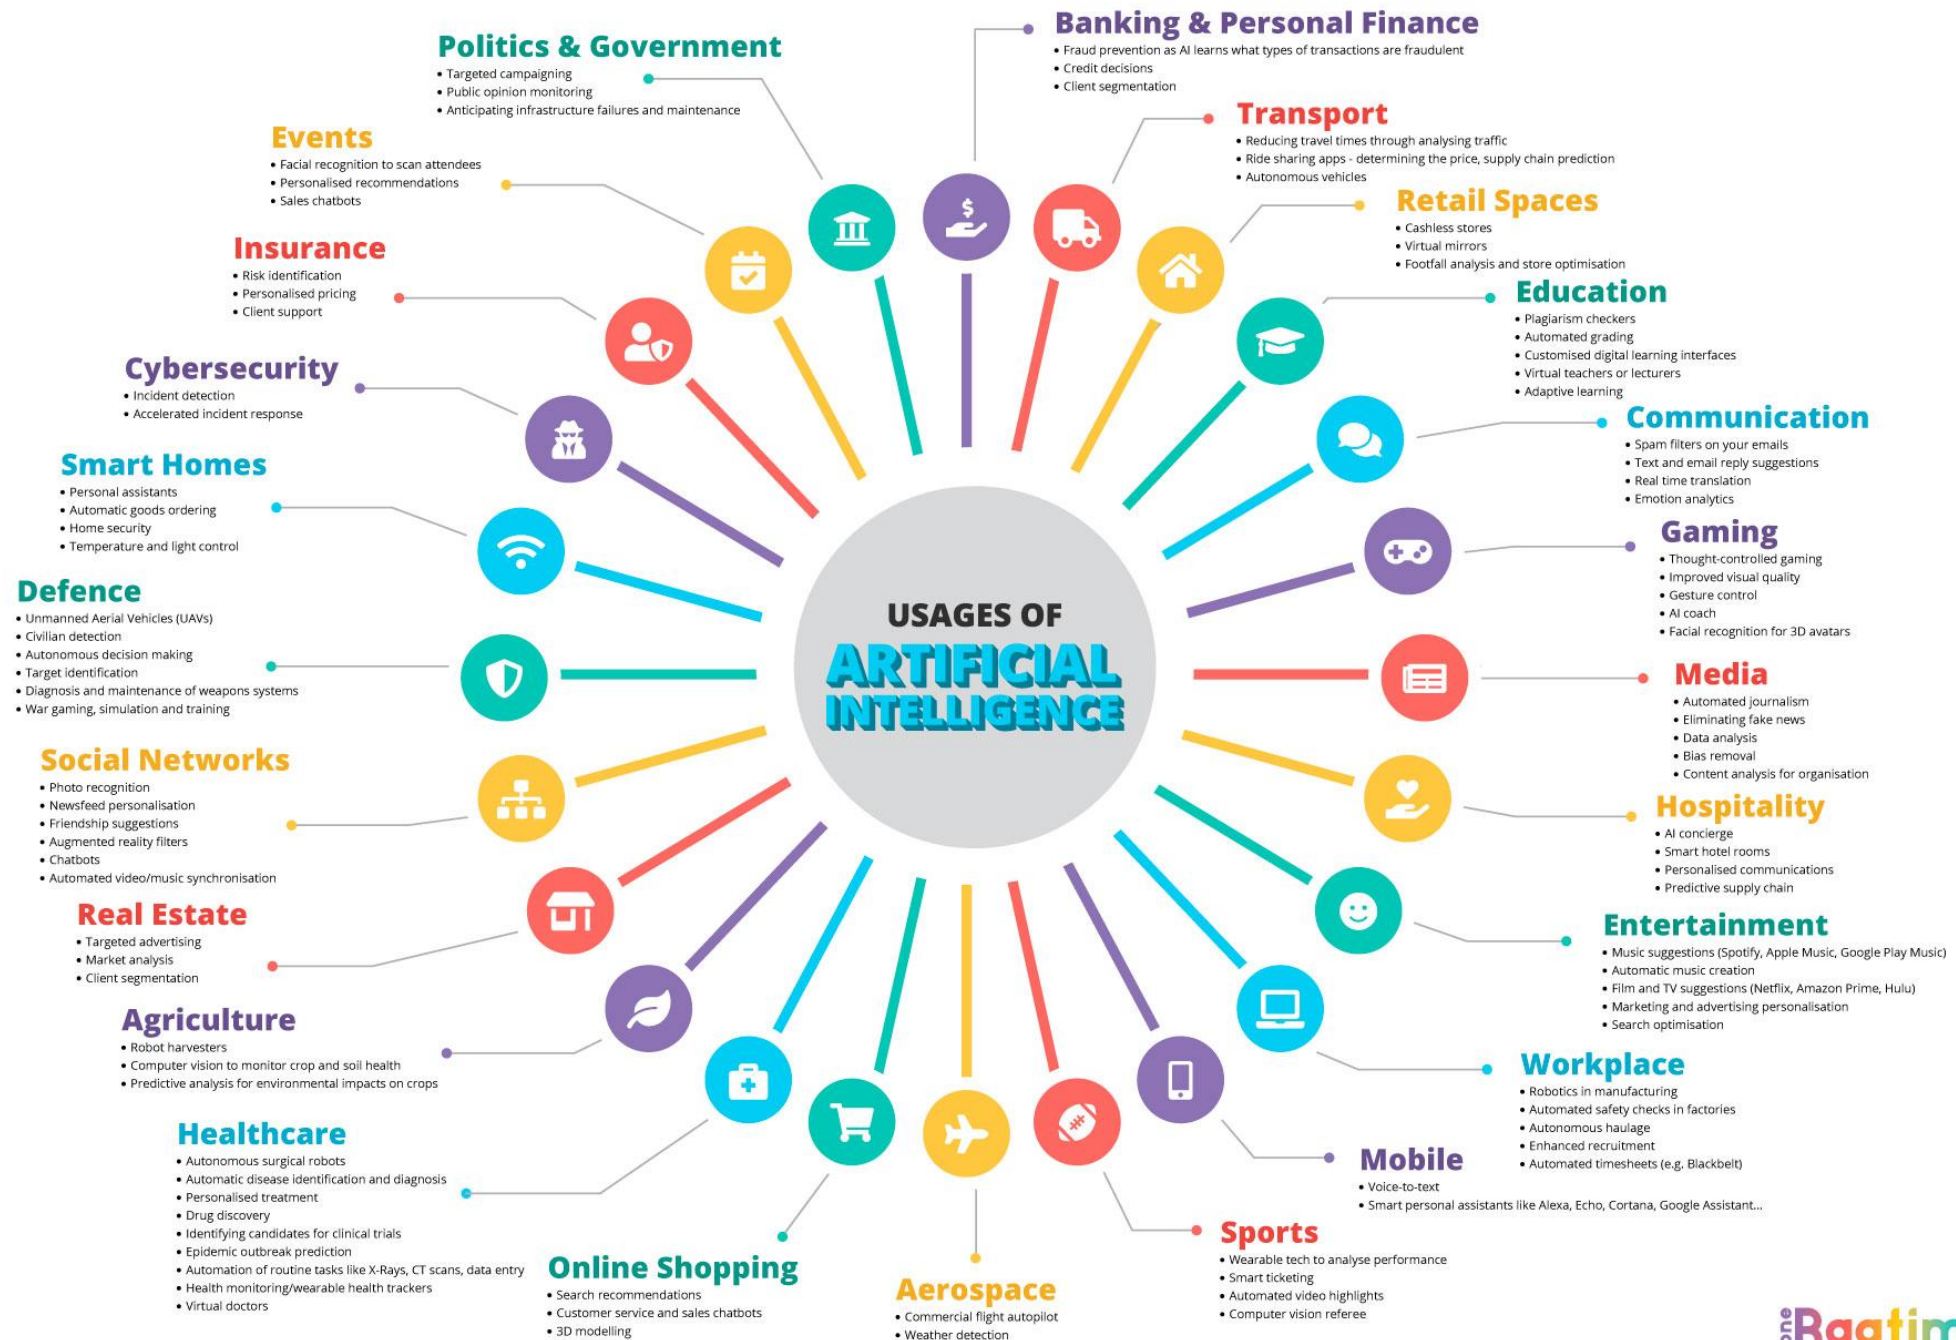 USAGES OF
ARTIFICIAL
INTELLIGENCE
Banking & Personal Finance
• Fraud prevention as AI learns what types of transactions are fraudulent
• Credit decisions
• Client segmentation
Transport
• Reducing travel times through analysing traffic
• Ride sharing apps - determining the price, supply chain prediction
• Autonomous vehicles
Retail Spaces
• Cashless stores
• Virtual mirrors
• Footfall analysis and store optimisation
Education
• Plagiarism checkers
• Automated grading
• Customised digital learning interfaces
• Virtual teachers or lecturers
• Adaptive learning
Communication
• Spam filters on your emails
• Text and email reply suggestions
• Real time translation
• Emotion analytics
Gaming
• Thought-controlled gaming
• Improved visual quality
• Gesture control
• AI coach
• Facial recognition for 3D avatars
Media
• Automated journalism
• Eliminating fake news
• Data analysis
• Bias removal
• Content analysis for organisation
Hospitality
• AI concierge
• Smart hotel rooms
• Personalised communications
• Predictive supply chain
Entertainment
• Music suggestions (Spotify, Apple Music, Google Play Music)
• Automatic music creation
• Film and TV suggestions (Netflix, Amazon Prime, Hulu)
• Marketing and advertising personalisation
• Search optimisation
Workplace
• Robotics in manufacturing
• Automated safety checks in factories
• Autonomous haulage
• Enhanced recruitment
• Automated timesheets (e.g. Blackbelt)
Mobile
• Voice-to-text
• Smart personal assistants like Alexa, Echo, Cortana, Google Assistant...
Sports
• Wearable tech to analyse performance
• Smart ticketing
• Automated video highlights
• Computer vision referee
Aerospace
• Commercial flight autopilot
• Weather detection
Online Shopping
• Search recommendations
• Customer service and sales chatbots
• 3D modelling
Healthcare
• Autonomous surgical robots
• Automatic disease identification and diagnosis
• Personalised treatment
• Drug discovery
• Identifying candidates for clinical trials
• Epidemic outbreak prediction
• Automation of routine tasks like X-Rays, CT scans, data entry
• Health monitoring/wearable health trackers
• Virtual doctors
Agriculture
• Robot harvesters
• Computer vision to monitor crop and soil health
• Predictive analysis for environmental impacts on crops
Real Estate
• Targeted advertising
• Market analysis
• Client segmentation
Social Networks
• Photo recognition
• Newsfeed personalisation
• Friendship suggestions
• Augmented reality filters
• Chatbots
• Automated video/music synchronisation
Defence
• Unmanned Aerial Vehicles (UAVs)
• Civilian detection
• Autonomous decision making
• Target identification
• Diagnosis and maintenance of weapons systems
• War gaming, simulation and training
Smart Homes
• Personal assistants
• Automatic goods ordering
• Home security
• Temperature and light control
Cybersecurity
• Incident detection
• Accelerated incident response
Insurance
• Risk identification
• Personalised pricing
• Client support
Events
• Facial recognition to scan attendees
• Personalised recommendations
• Sales chatbots
Politics & Government
• Targeted campaigning
• Public opinion monitoring
• Anticipating infrastructure failures and maintenance